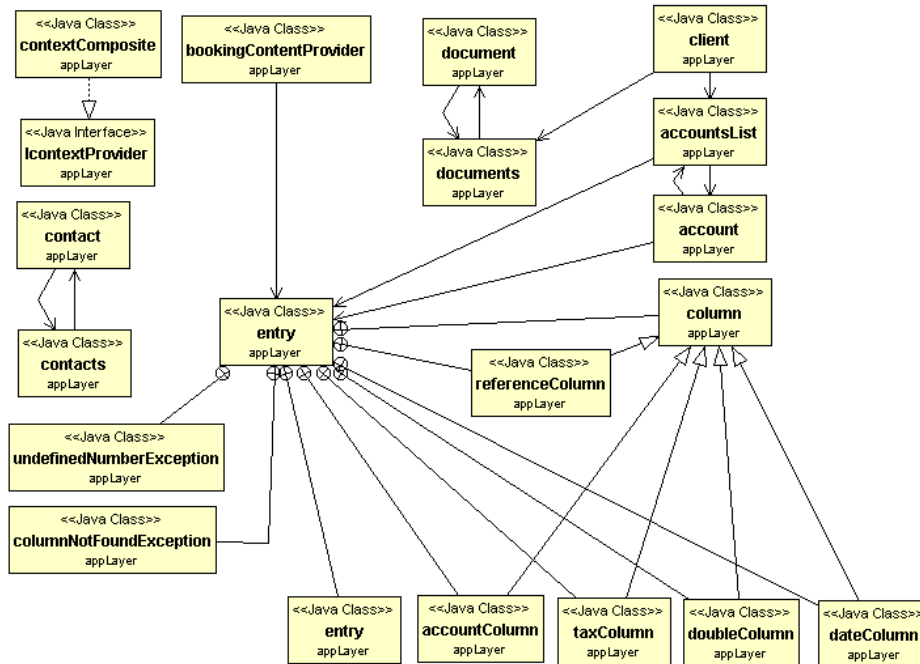 <<Java Class>>
contextComposite
appLayer
<<Java Class>>
bookingContentProvider
appLayer
<<Java Class>>
document
appLayer
<<Java Class>>
client
appLayer
<<Java Interface>>
IcontextProvider
appLayer
<<Java Class>>
documents
appLayer
<<Java Class>>
accountsList
appLayer
<<Java Class>>
contact
appLayer
<<Java Class>>
account
appLayer
<<Java Class>>
contacts
appLayer
<<Java Class>>
entry
appLayer
<<Java Class>>
column
appLayer
<<Java Class>>
referenceColumn
appLayer
<<Java Class>>
undefinedNumberException
appLayer
<<Java Class>>
columnNotFoundException
appLayer
<<Java Class>>
entry
appLayer
<<Java Class>>
accountColumn
appLayer
<<Java Class>>
taxColumn
appLayer
<<Java Class>>
doubleColumn
appLayer
<<Java Class>>
dateColumn
appLayer